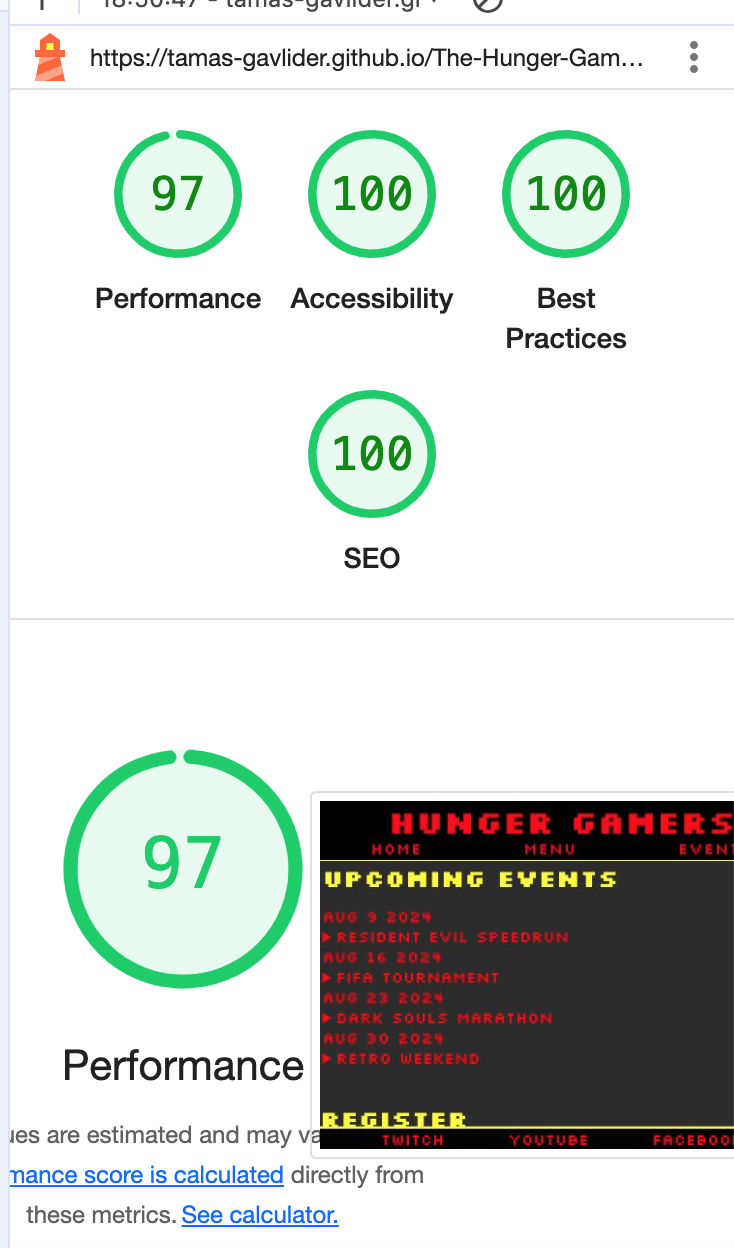 18:50:47 - tamas-gavlider.gi
https://tamas-gavlider.github.io/The-Hunger-Gam...
97
100
100
Performance
Accessibility
Best
Practices
100
SEO
97
Performance
HUNGER GAMERS
HOME
MENU
EVENT
UPCOMING EVENTS
AUG 9 2024
▶ RESIDENT EVIL SPEEDRUN
AUG 16 2024
▶ FIFA TOURNAMENT
AUG 23 2024
▶ DARK SOULS MARATHON
AUG 30 2024
▶ RETRO WEEKEND
REGISTER
TWITCH
YOUTUBE
FACEBOO
ues are estimated and may va
mance score is calculated directly from
these metrics. See calculator.